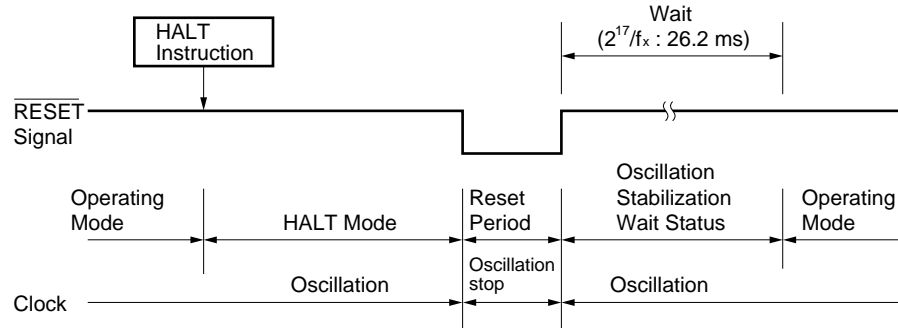 HALT
Instruction
Wait
(2¹⁷/fₓ : 26.2 ms)
RESET
Signal
Operating
Mode
HALT Mode
Reset
Period
Oscillation
Stabilization
Wait Status
Operating
Mode
Clock
Oscillation
Oscillation
stop
Oscillation